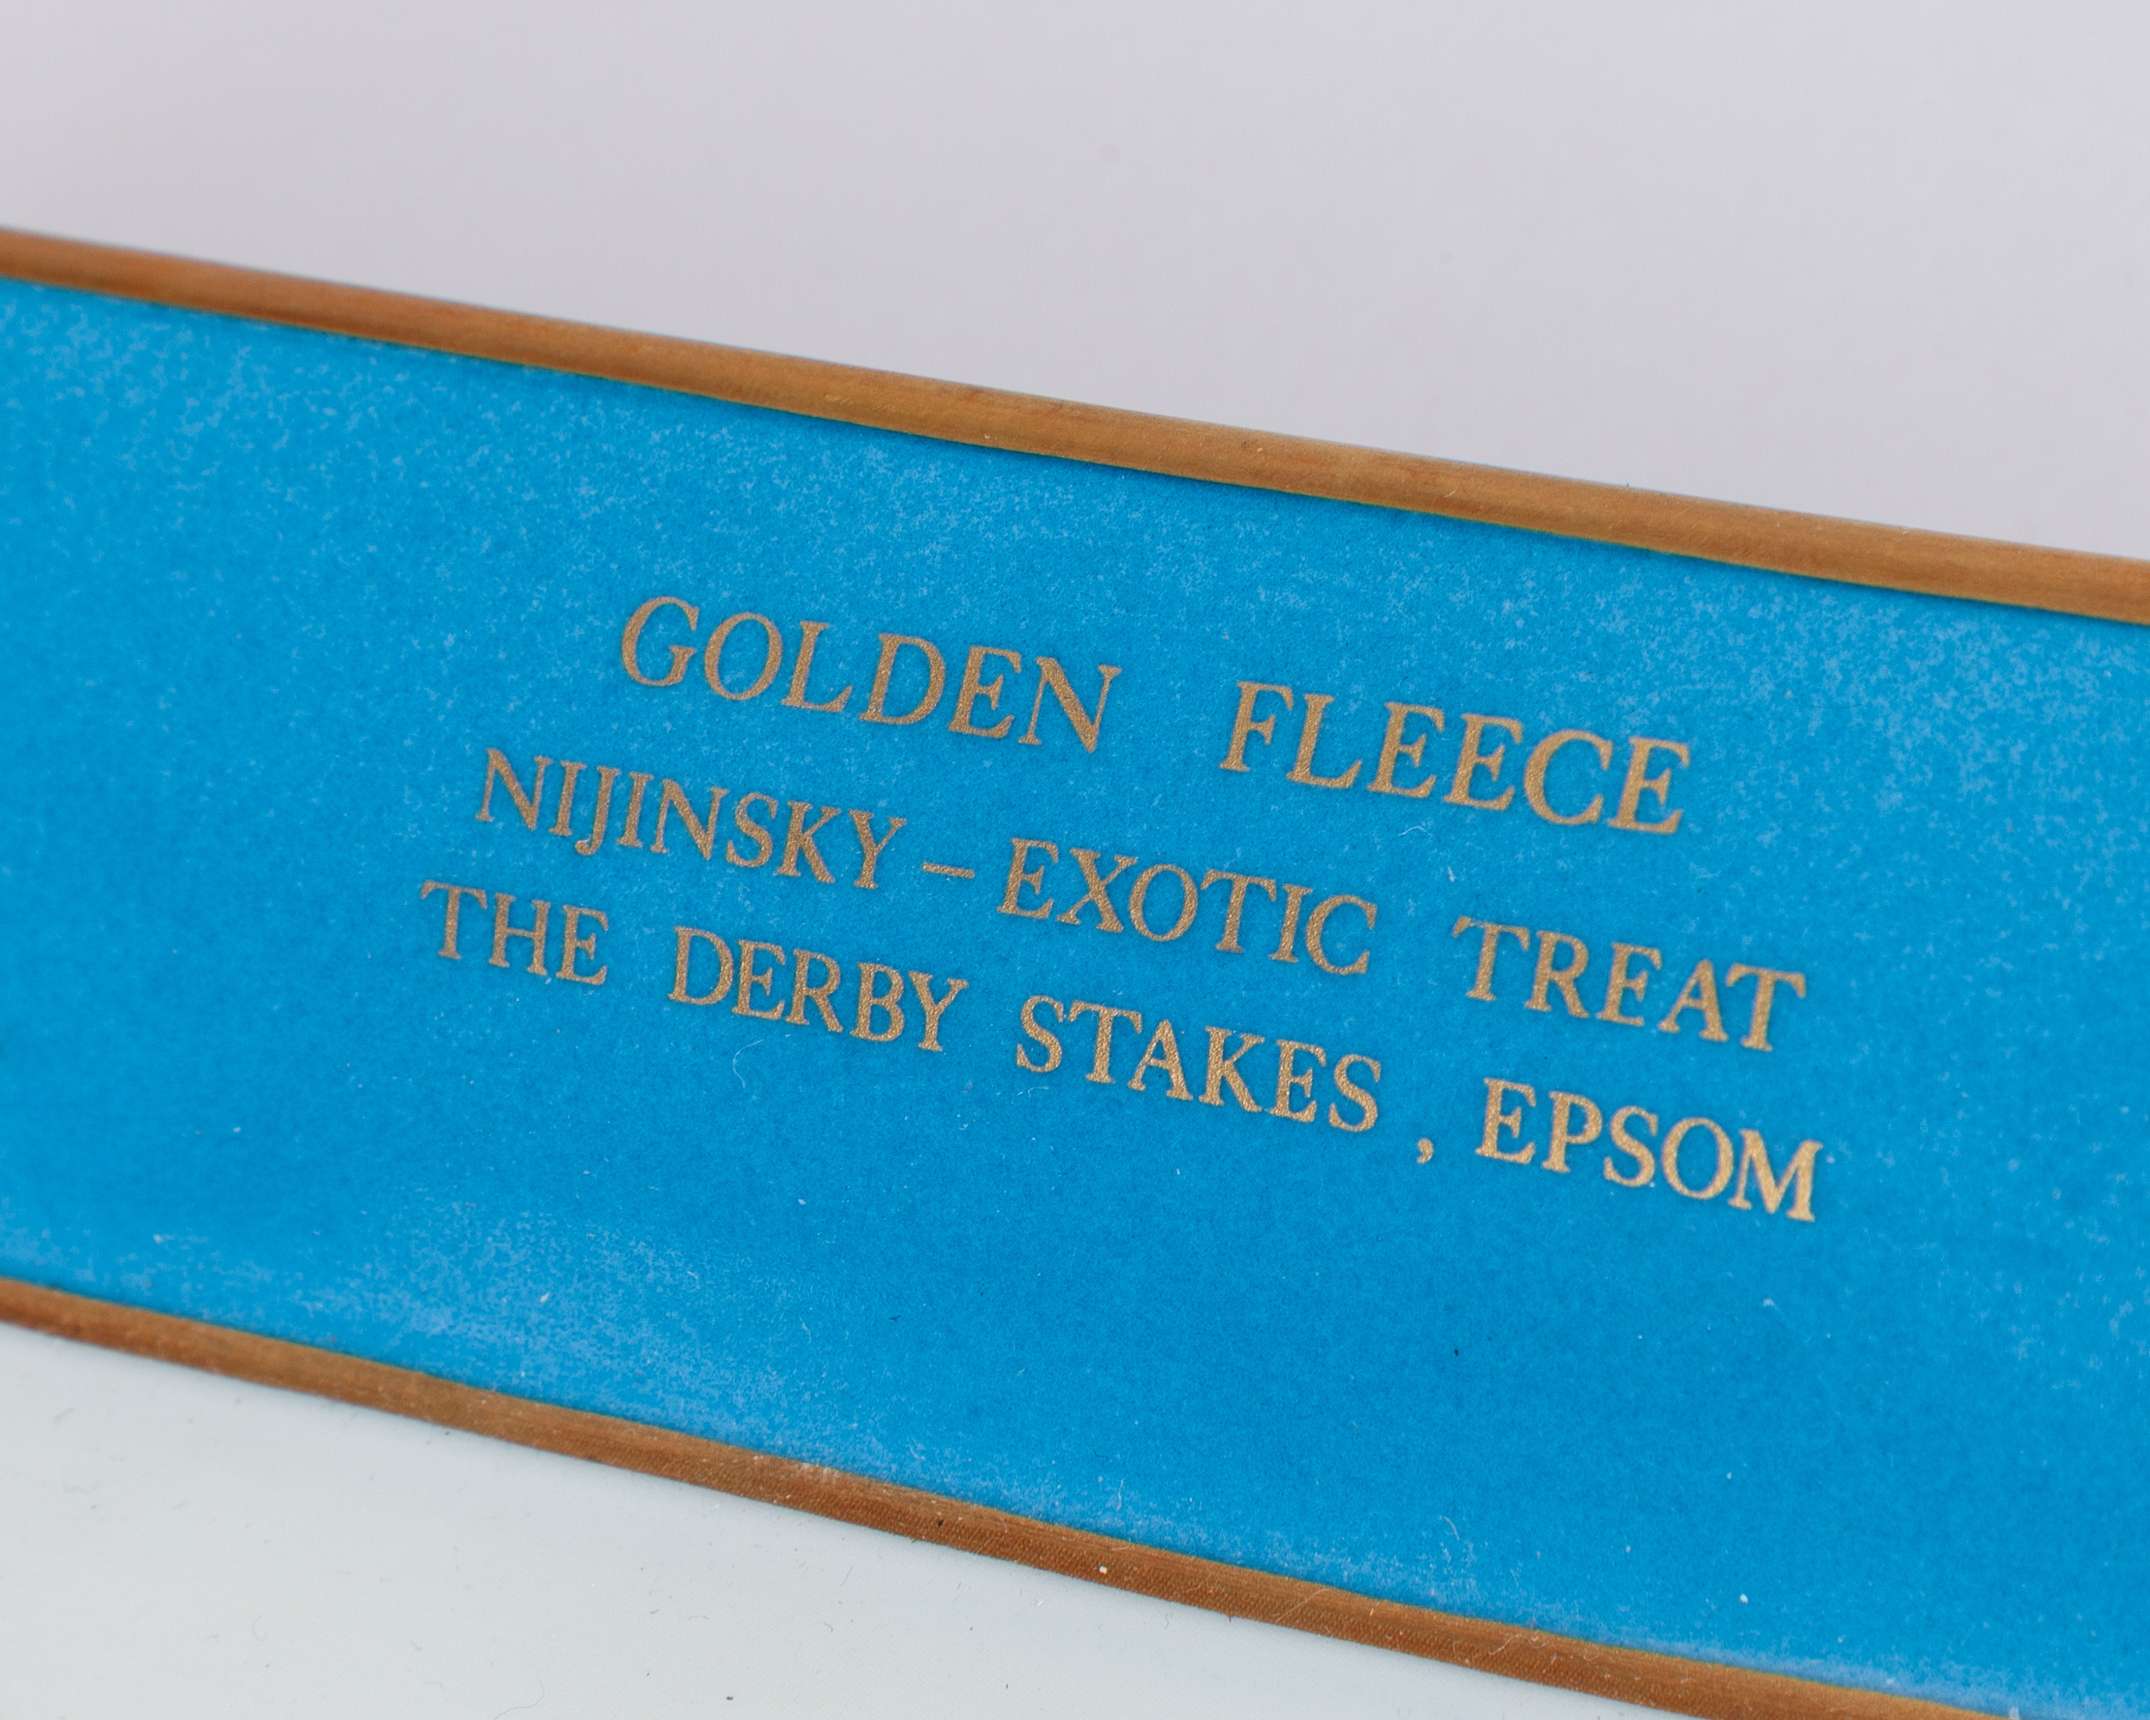 GOLDEN FLEECE
NIJINSKY – EXOTIC TREAT
THE DERBY STAKES , EPSOM